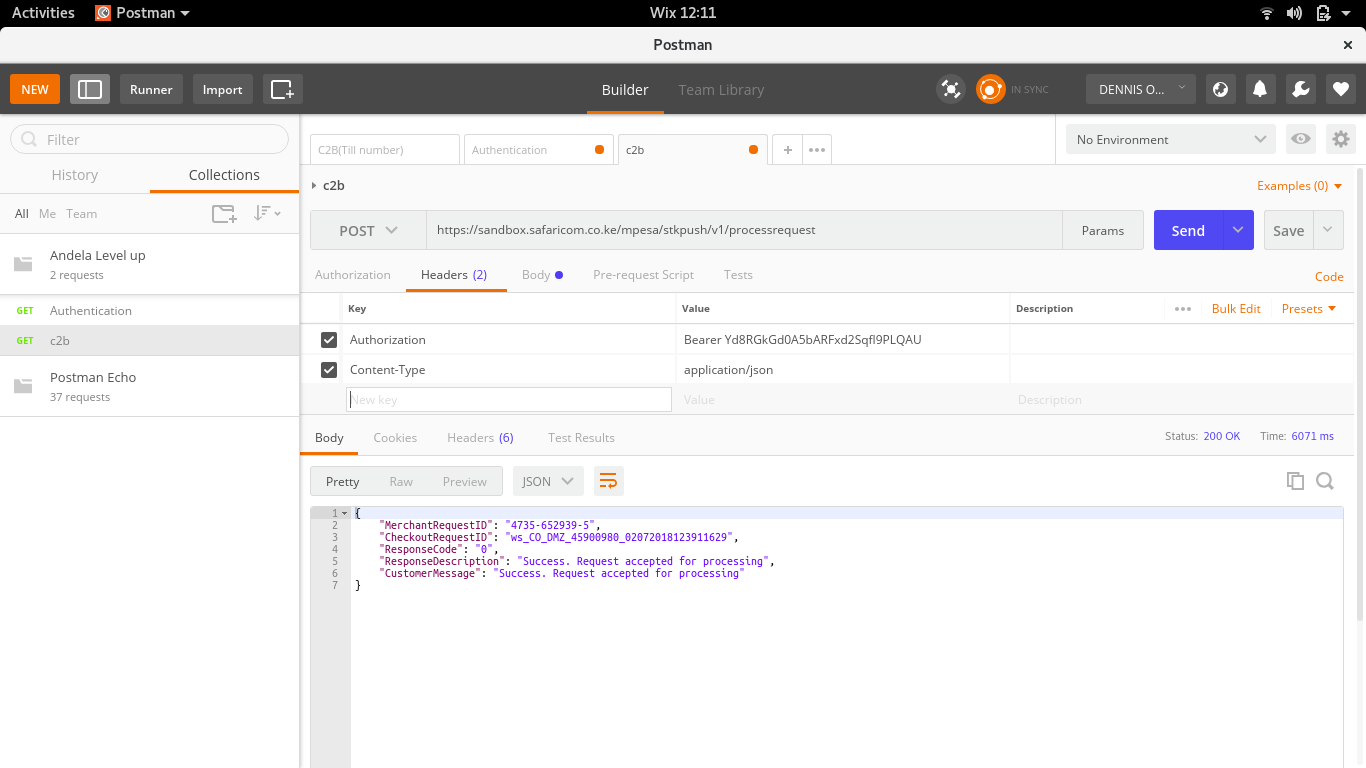 Activities Postman Wix 12:11
Postman
NEW Runner Import Builder Team Library IN SYNC DENNIS O...
Filter
History Collections
All Me Team
Andela Level up
2 requests
GET Authentication
GET c2b
Postman Echo
37 requests
C2B(Till number) Authentication c2b + No Environment
c2b Examples (0)
POST https://sandbox.safaricom.co.ke/mpesa/stkpush/v1/processrequest Params Send Save
Authorization Headers (2) Body Pre-request Script Tests Code
Key Value Description Bulk Edit Presets
Authorization Bearer Yd8RGkGd0A5bARFxd2Sqfl9PLQAU
Content-Type application/json
New key Value Description
Body Cookies Headers (6) Test Results Status: 200 OK Time: 6071 ms
Pretty Raw Preview JSON
1 {
2 "MerchantRequestID": "4735-652939-5",
3 "CheckoutRequestID": "ws_CO_DMZ_45900980_02072018123911629",
4 "ResponseCode": "0",
5 "ResponseDescription": "Success. Request accepted for processing",
6 "CustomerMessage": "Success. Request accepted for processing"
7 }